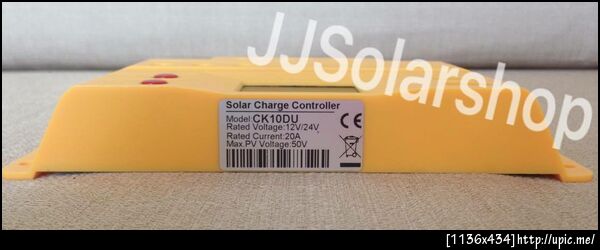 JJSolarshop
Solar Charge Controller
Model:CK10DU
Rated Voltage:12V/24V
Rated Current:20A
Max.PV Voltage:50V
[1136x434]http://upic.me/